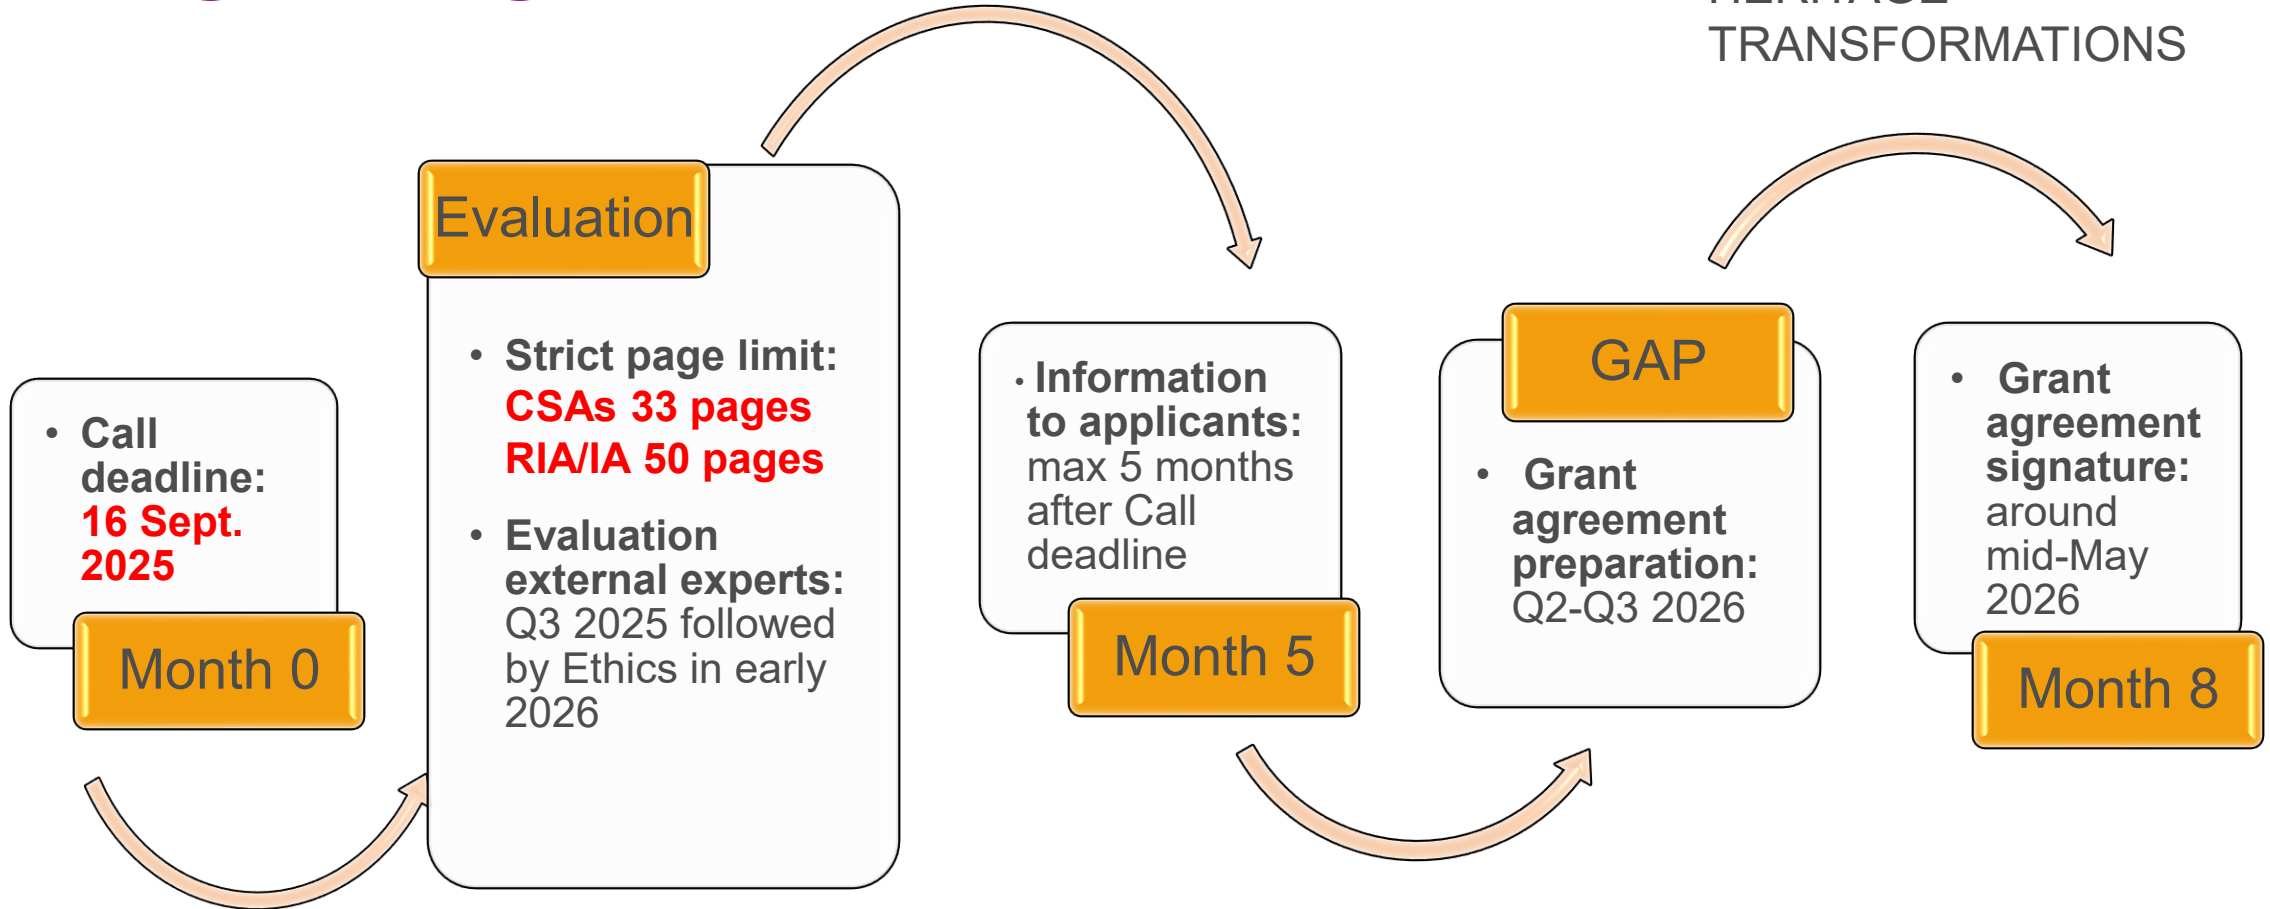 TRANSFORMATIONS
• Call
deadline:
16 Sept.
2025
Month 0
Evaluation
• Strict page limit:
CSAs 33 pages
RIA/IA 50 pages
• Evaluation
external experts:
Q3 2025 followed
by Ethics in early
2026
• Information
to applicants:
max 5 months
after Call
deadline
Month 5
GAP
• Grant
agreement
preparation:
Q2-Q3 2026
• Grant
agreement
signature:
around
mid-May
2026
Month 8